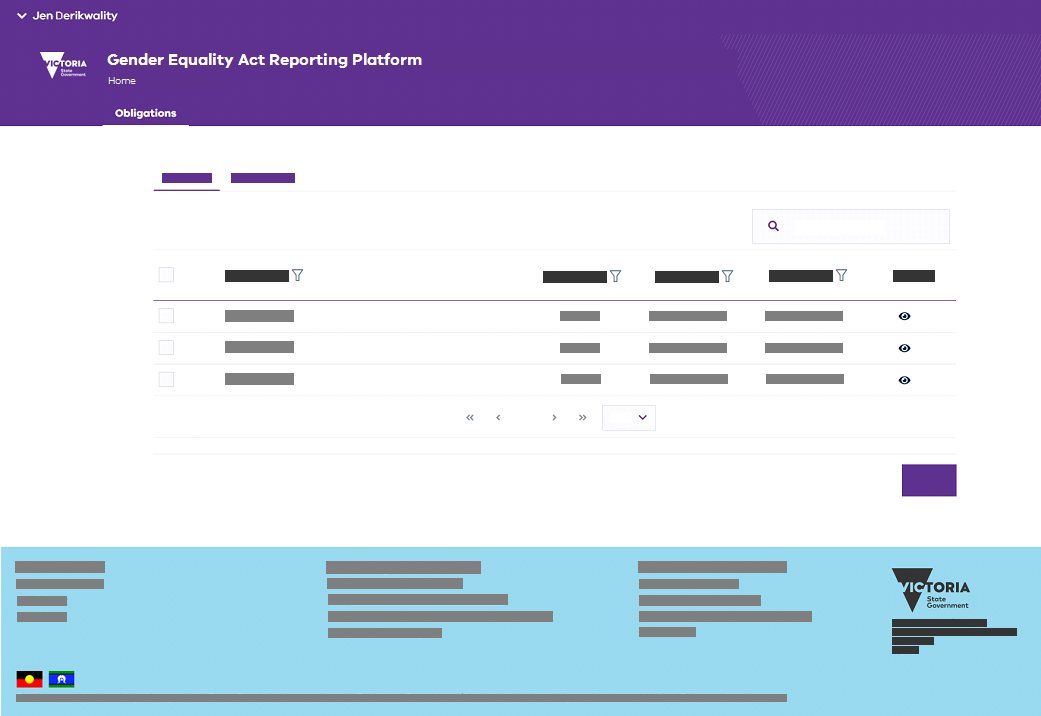 Jen Derikwality
Gender Equality Act Reporting Platform
VICTORIA
State
Government
Home
Obligations
VICTORIA
State
Government